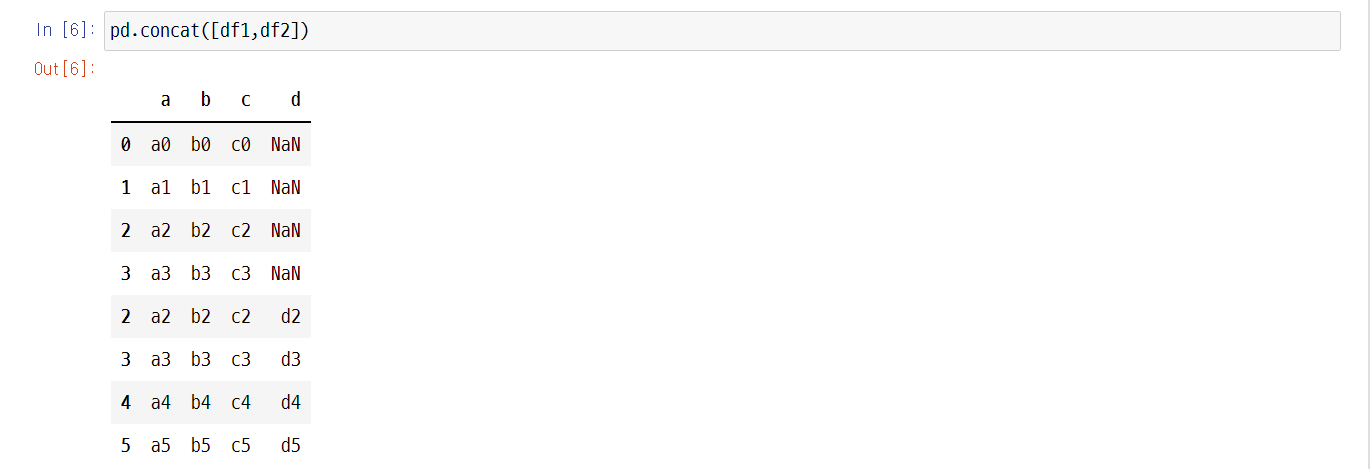 In [6]: pd.concat([df1,df2])
Out[6]:
a b c d
0 a0 b0 c0 NaN
1 a1 b1 c1 NaN
2 a2 b2 c2 NaN
3 a3 b3 c3 NaN
2 a2 b2 c2 d2
3 a3 b3 c3 d3
4 a4 b4 c4 d4
5 a5 b5 c5 d5